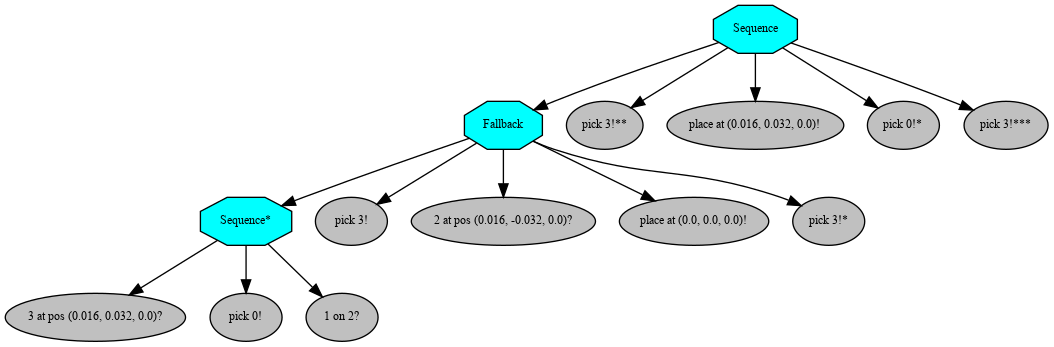 Sequence
Fallback
pick 3!**
place at (0.016, 0.032, 0.0)!
pick 0!*
pick 3!***
Sequence*
pick 3!
2 at pos (0.016, -0.032, 0.0)?
place at (0.0, 0.0, 0.0)!
pick 3!*
3 at pos (0.016, 0.032, 0.0)?
pick 0!
1 on 2?